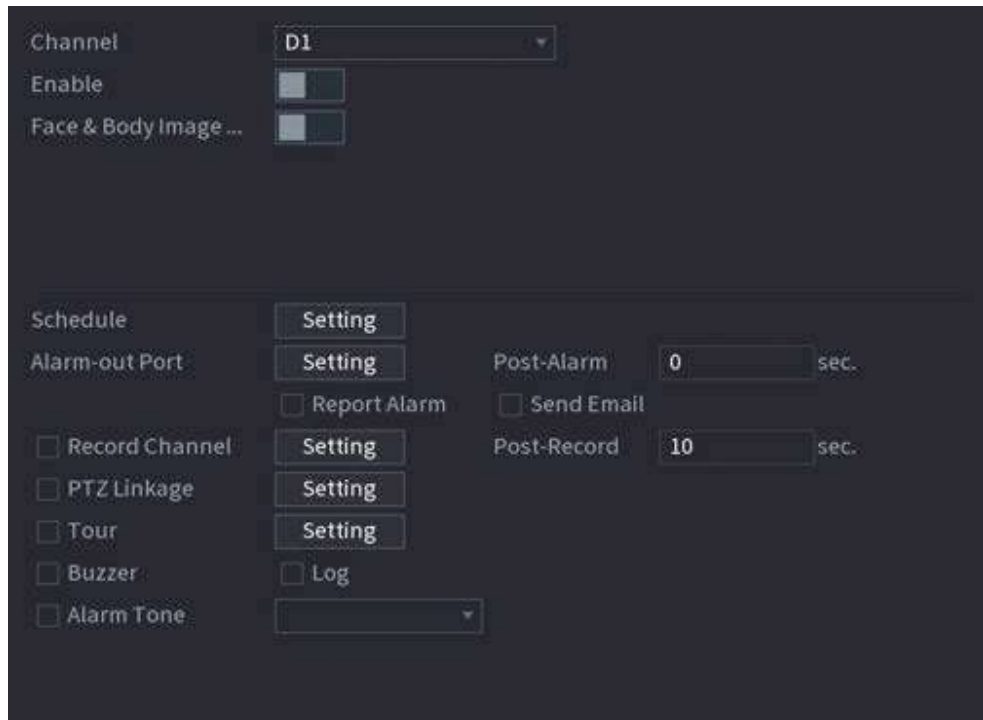 Channel D1
Enable
Face & Body Image ...
Schedule Setting
Alarm-out Port Setting Post-Alarm 0 sec.
Report Alarm Send Email
Record Channel Setting Post-Record 10 sec.
PTZ Linkage Setting
Tour Setting
Buzzer Log
Alarm Tone